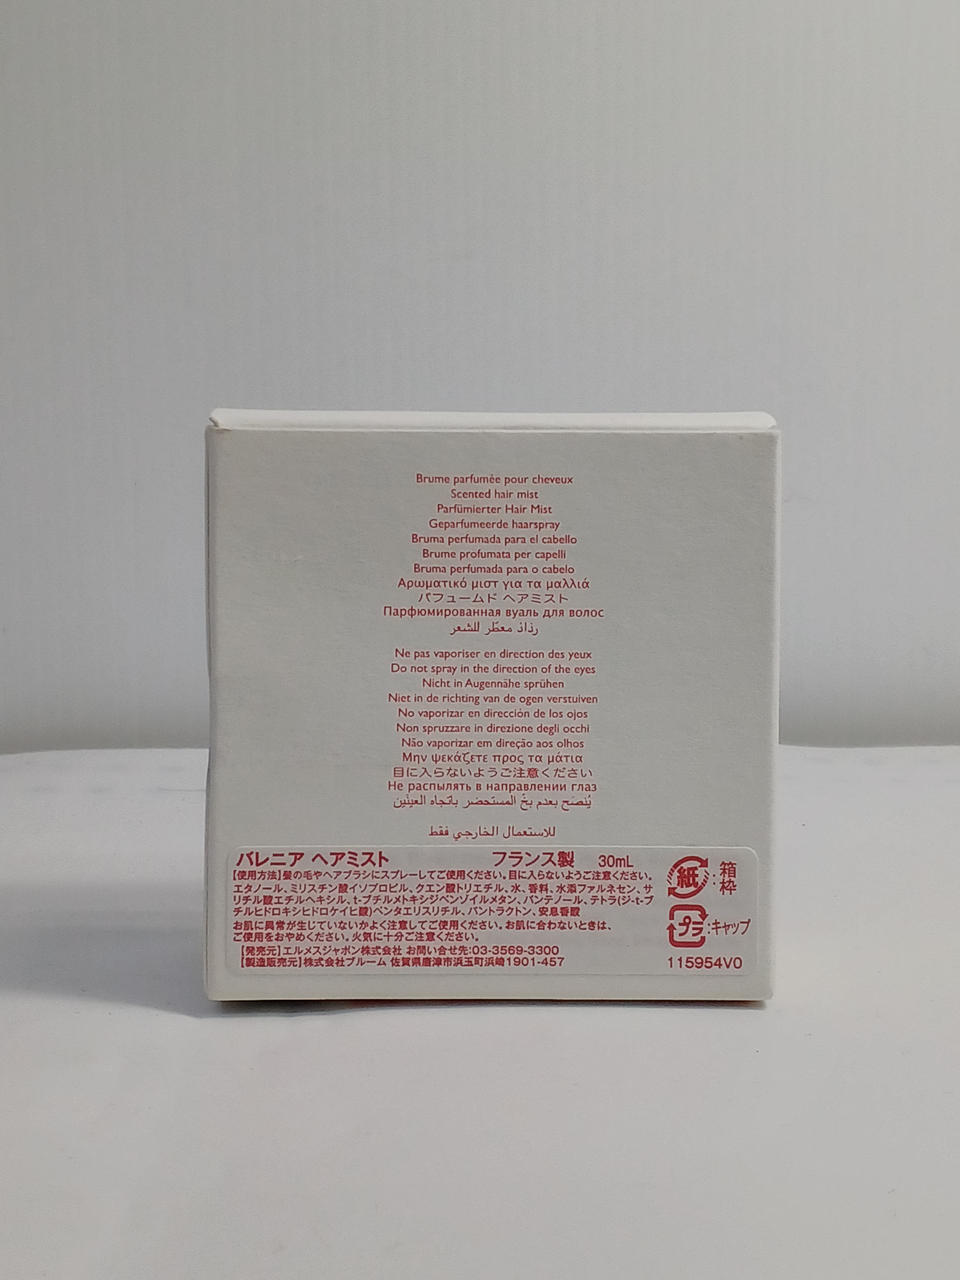 Brume parfumée pour cheveux
Scented hair mist
Parfümierter Hair Mist
Geparfumeerde haarspray
Bruma perfumada para el cabello
Brume profumata per capelli
Bruma perfumada para o cabelo
Αρωματικό μιστ για τα μαλλιά
パフュームド ヘアミスト
Парфюмированная вуаль для волос
رذاذ معطّر للشعر
Ne pas vaporiser en direction des yeux
Do not spray in the direction of the eyes
Nicht in Augennähe sprühen
Niet in de richting van de ogen verstuiven
No vaporizar en dirección de los ojos
Non spruzzare in direzione degli occhi
Não vaporizar em direção aos olhos
Μην ψεκάζετε προς τα μάτια
目に入らないようご注意ください
Не распылять в направлении глаз
يُنصَح بعدم بخّ المستحضر باتجاه العينَين
للاستعمال الخارجي فقط
バレニア ヘアミスト フランス製 30mL
【使用方法】髪の毛やヘアブラシにスプレーしてご使用ください。目に入らないようご注意ください。
エタノール、ミリスチン酸イソプロピル、クエン酸トリエチル、水、香料、水添ファルネセン、サ
リチル酸エチルヘキシル、t-ブチルメトキシジベンゾイルメタン、パンテノール、テトラ(ジ-t-ブ
チルヒドロキシヒドロケイヒ酸)ペンタエリスリチル、パントラクトン、安息香酸
お肌に異常が生じていないかよく注意してご使用ください。お肌に合わないときは、
ご使用をおやめください。火気に十分ご注意ください。
【発売元】エルメスジャポン株式会社 お問い合せ先:03-3569-3300
【製造販売元】株式会社ブルーム 佐賀県唐津市浜玉町浜崎1901-457
紙:箱 枠
プラ:キャップ
115954V0